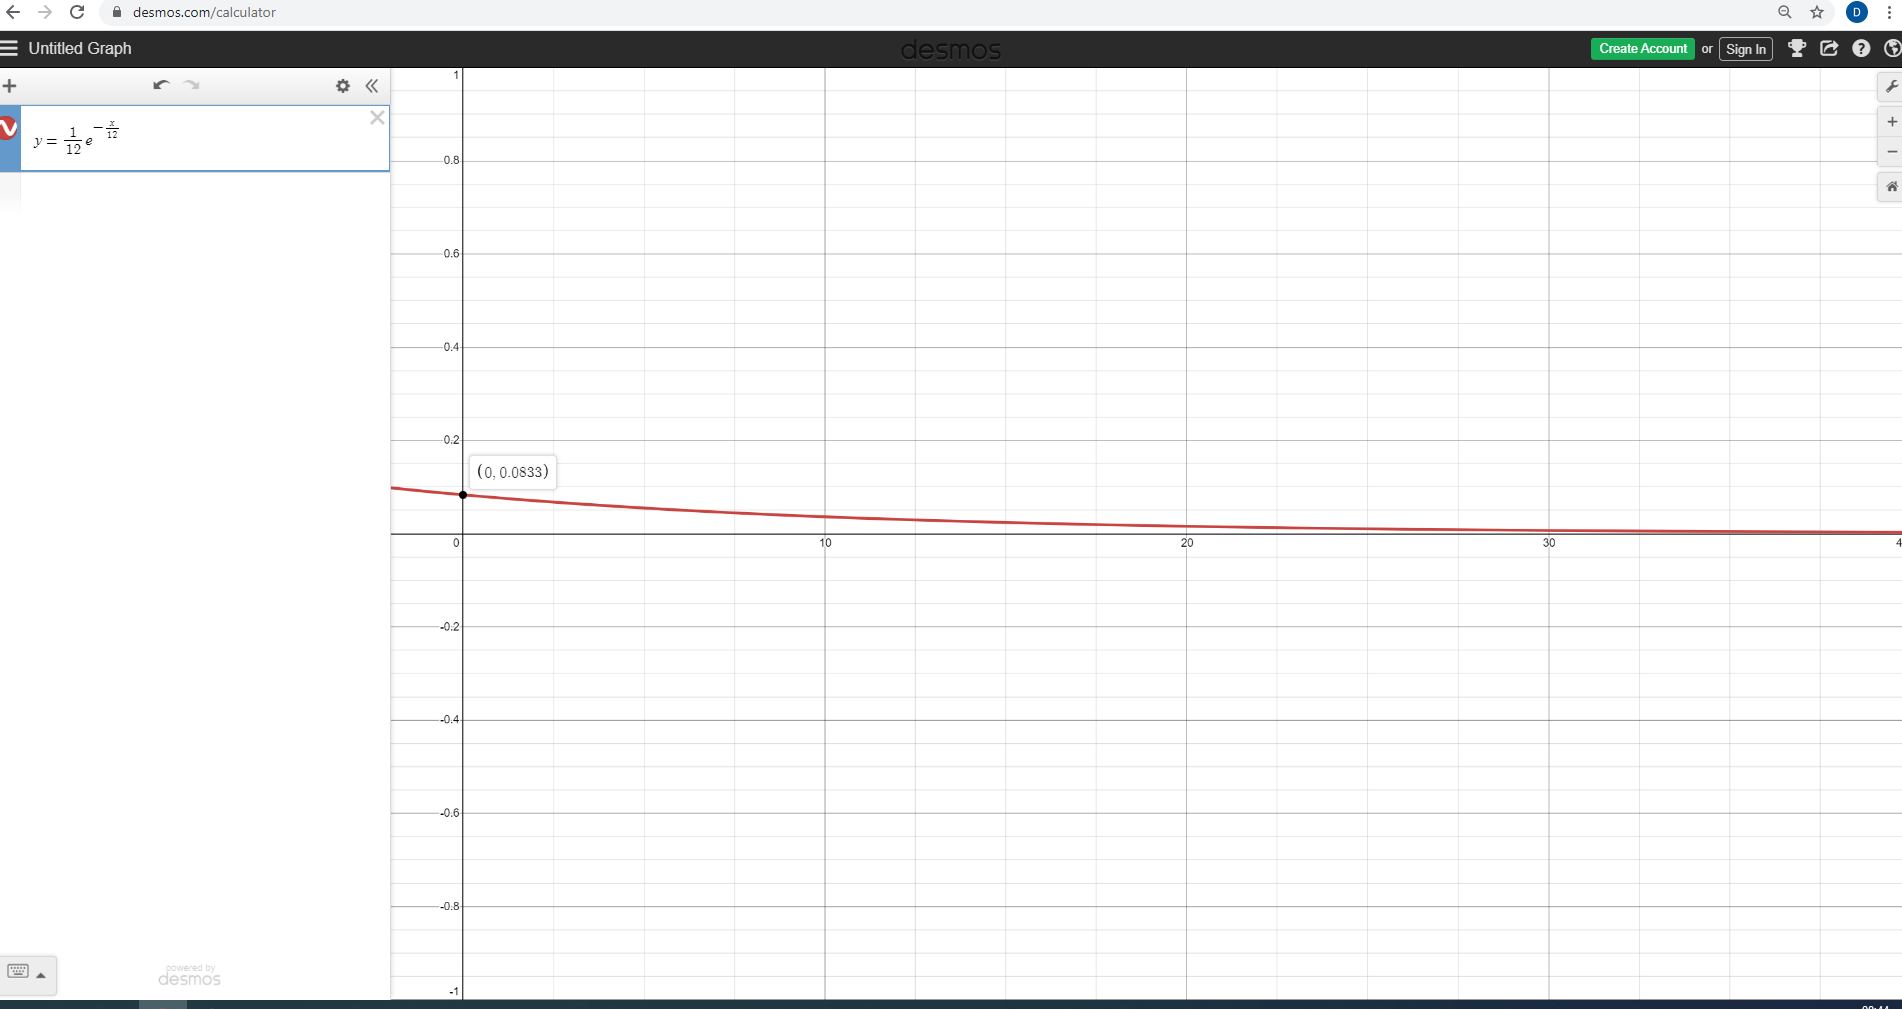 desmos.com/calculator
D
Untitled Graph
desmos
Create Account or Sign In
?
y = 1/12 e^(-x/12)
1
0.8
0.6
0.4
0.2
(0, 0.0833)
0
10
20
30
4
-0.2
-0.4
-0.6
-0.8
-1
powered by
desmos